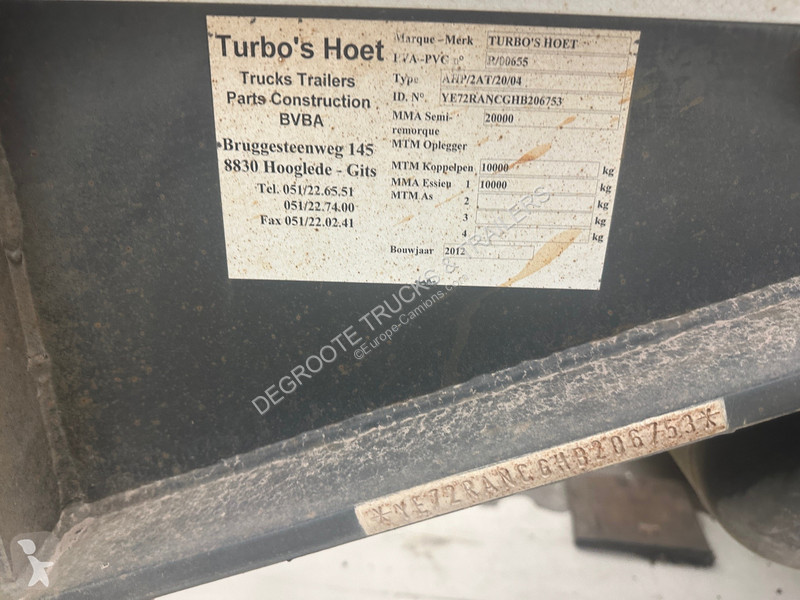 Turbo's Hoet
Trucks Trailers
Parts Construction
BVBA
Bruggesteenweg 145
8830 Hooglede - Gits
Tel. 051/22.65.51
051/22.74.00
Fax 051/22.02.41
Marque - Merk TURBO'S HOET
P/00655
Type AHP/2AT/20/04
ID. N° YE72RANCGHB206753
MMA Semi- 20000
remorque
MTM Oplegger
MTM Koppelpen 10000 kg
MMA Essieu 1 10000 kg
MTM As 2 kg
3 kg
4 kg
Bouwjaar 2012
DEGROOTE TRUCKS & TRAILERS
©Europe-Camions.com
*YE72RANCGHB206753*